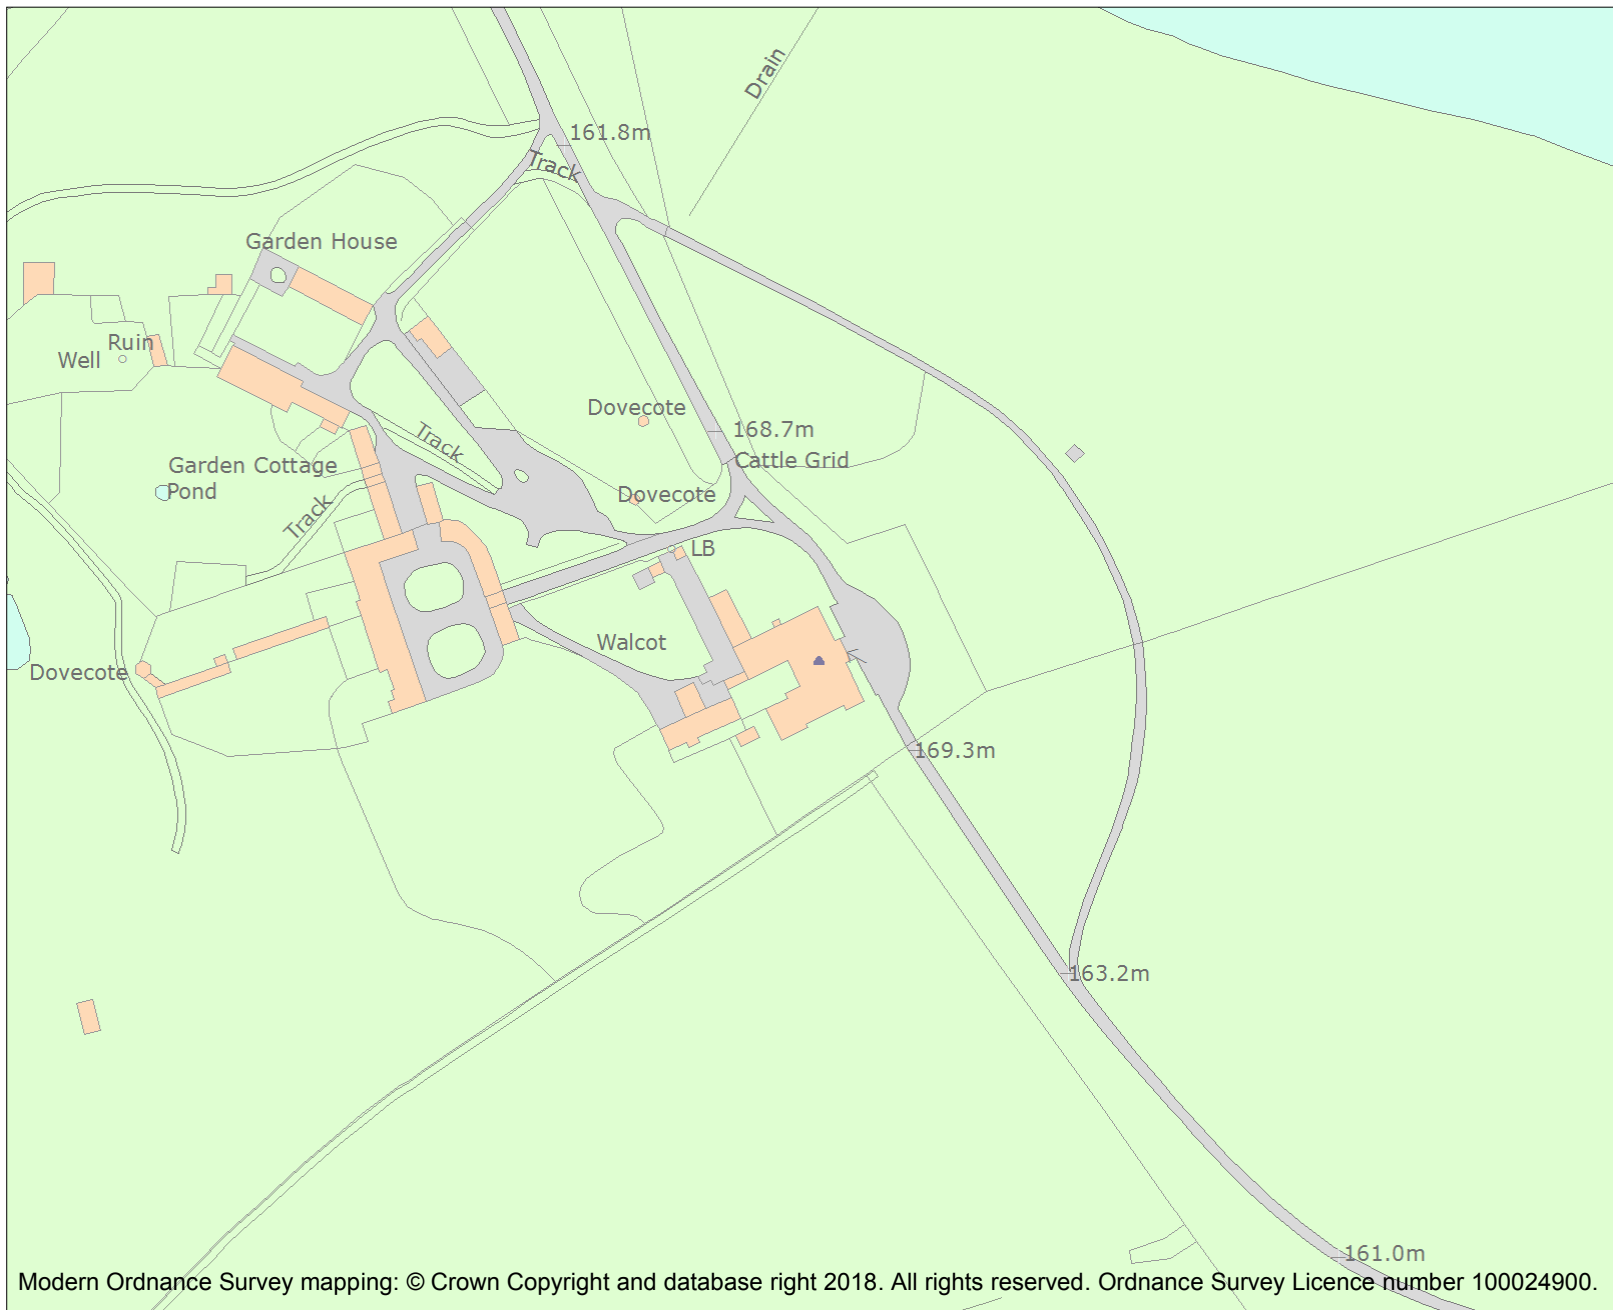 Drain
161.8m
Track
Garden House
Ruin
Well
Dovecote
168.7m
Track
Cattle Grid
Garden Cottage
Pond
Dovecote
Track
LB
Walcot
Dovecote
169.3m
163.2m
161.0m
Modern Ordnance Survey mapping: © Crown Copyright and database right 2018. All rights reserved. Ordnance Survey Licence number 100024900.